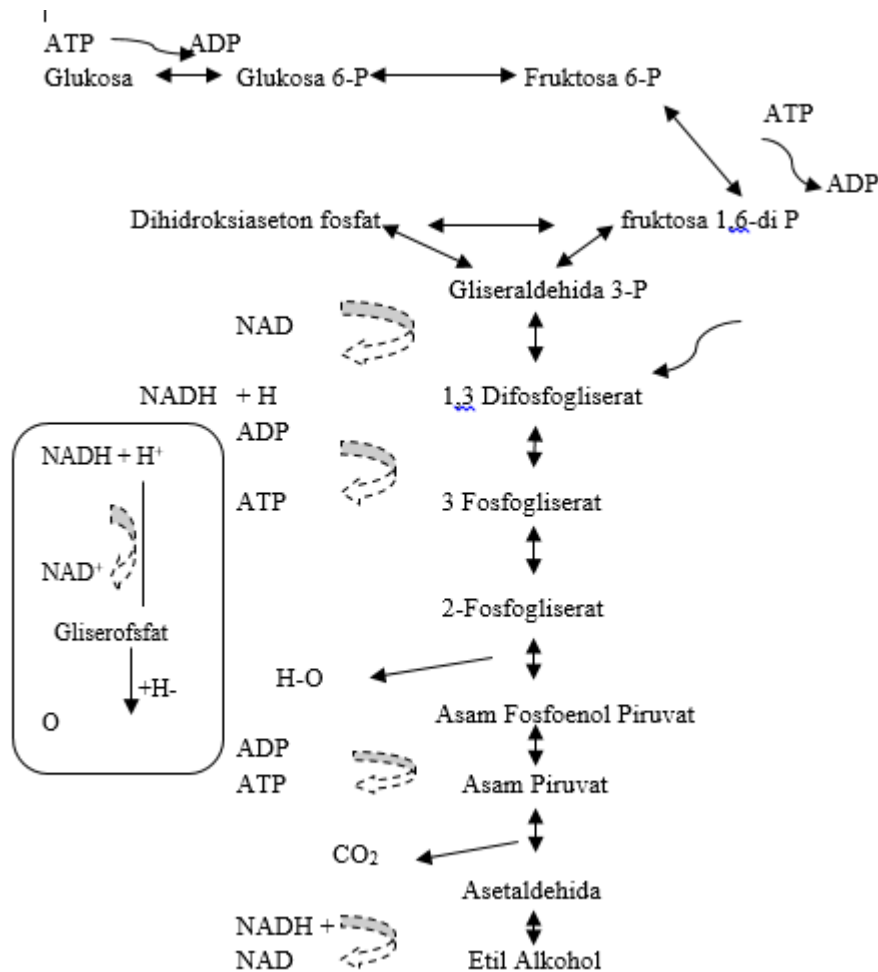 ATP ADP
Glukosa Glukosa 6-P Fruktosa 6-P
ATP
ADP
Dihidroksiaseton fosfat fruktosa 1,6-di P
Gliseraldehida 3-P
NAD
NADH + H 1,3 Difosfogliserat
ADP
NADH + H⁺
ATP 3 Fosfogliserat
NAD⁺
2-Fosfogliserat
Gliserofsfat
H-O
+H-
O
Asam Fosfoenol Piruvat
ADP
ATP Asam Piruvat
CO₂
Asetaldehida
NADH +
NAD Etil Alkohol